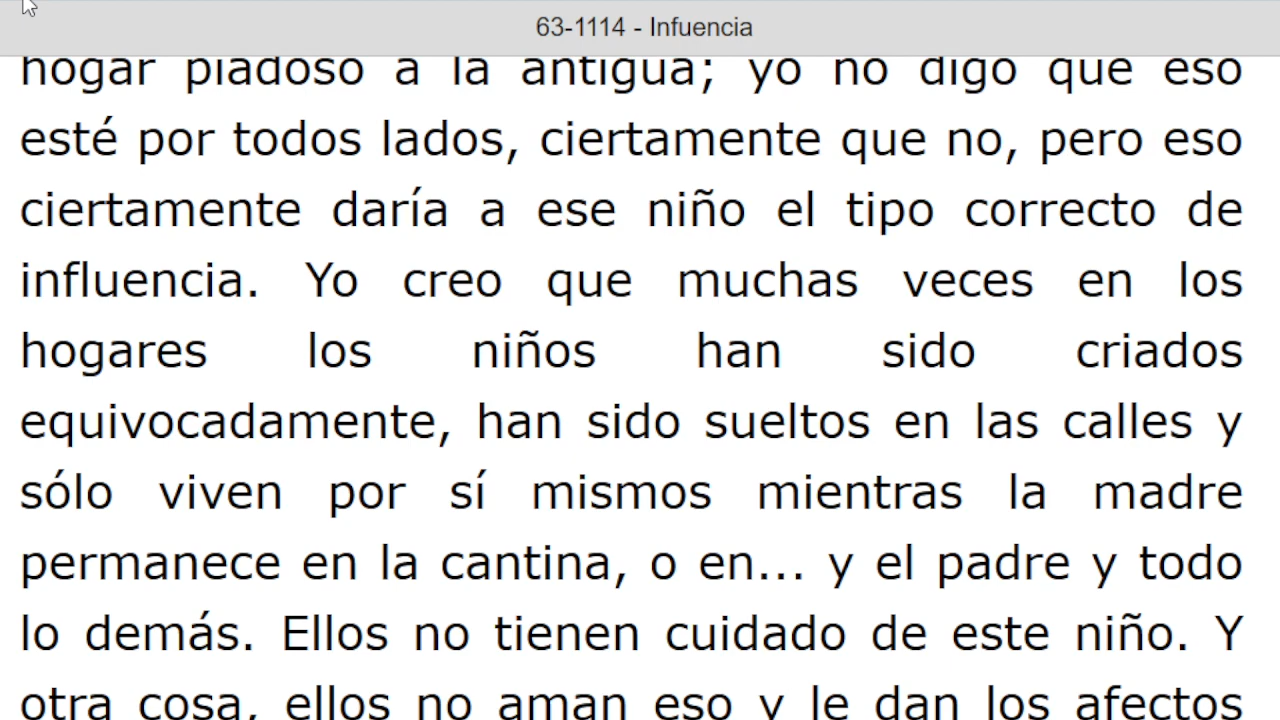 63-1114 - Infuencia
hogar piadoso a la antigua; yo no digo que eso
esté por todos lados, ciertamente que no, pero eso
ciertamente daría a ese niño el tipo correcto de
influencia. Yo creo que muchas veces en los
hogares los niños han sido criados
equivocadamente, han sido sueltos en las calles y
sólo viven por sí mismos mientras la madre
permanece en la cantina, o en... y el padre y todo
lo demás. Ellos no tienen cuidado de este niño. Y
otra cosa, ellos no aman eso y le dan los afectos